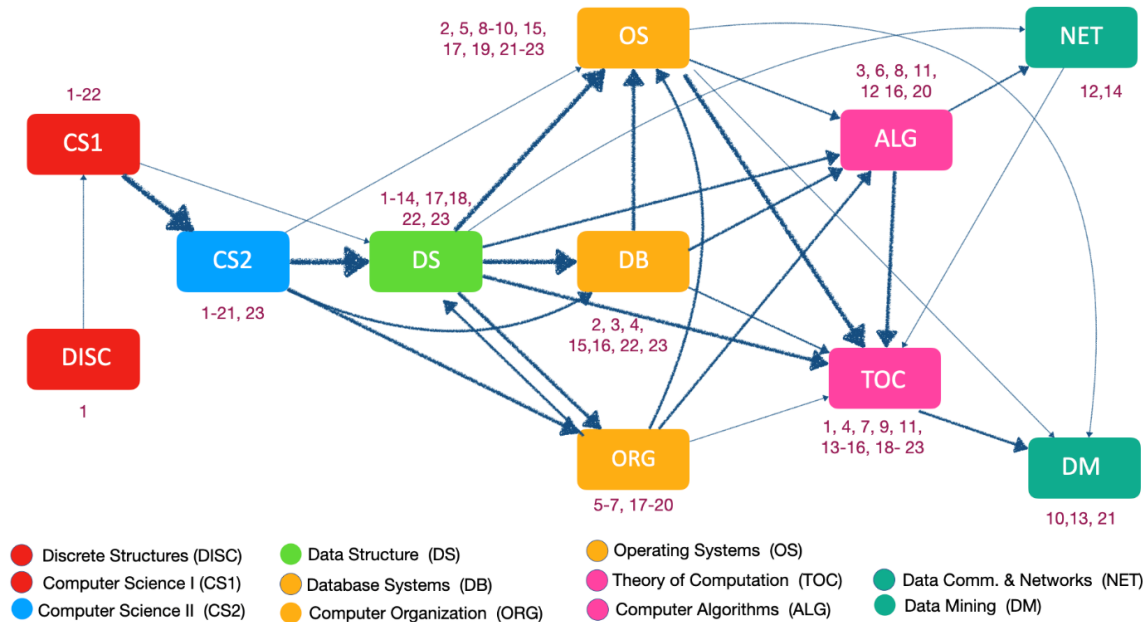 2, 5, 8-10, 15,
17, 19, 21-23
OS
NET
3, 6, 8, 11,
12 16, 20
12,14
1-22
CS1
ALG
1-14, 17,18,
22, 23
CS2
DS
DB
1-21, 23
2, 3, 4,
15,16, 22, 23
DISC
1
TOC
1, 4, 7, 9, 11,
13-16, 18- 23
ORG
5-7, 17-20
DM
10,13, 21
Discrete Structures (DISC)
Computer Science I (CS1)
Computer Science II (CS2)
Data Structure (DS)
Database Systems (DB)
Computer Organization (ORG)
Operating Systems (OS)
Theory of Computation (TOC)
Computer Algorithms (ALG)
Data Comm. & Networks (NET)
Data Mining (DM)